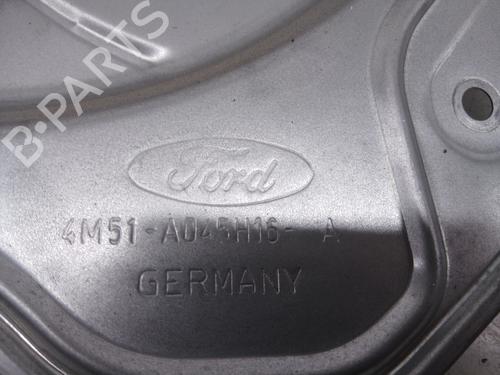 B-PARTS
Ford
4M51-A045H16- A
GERMANY